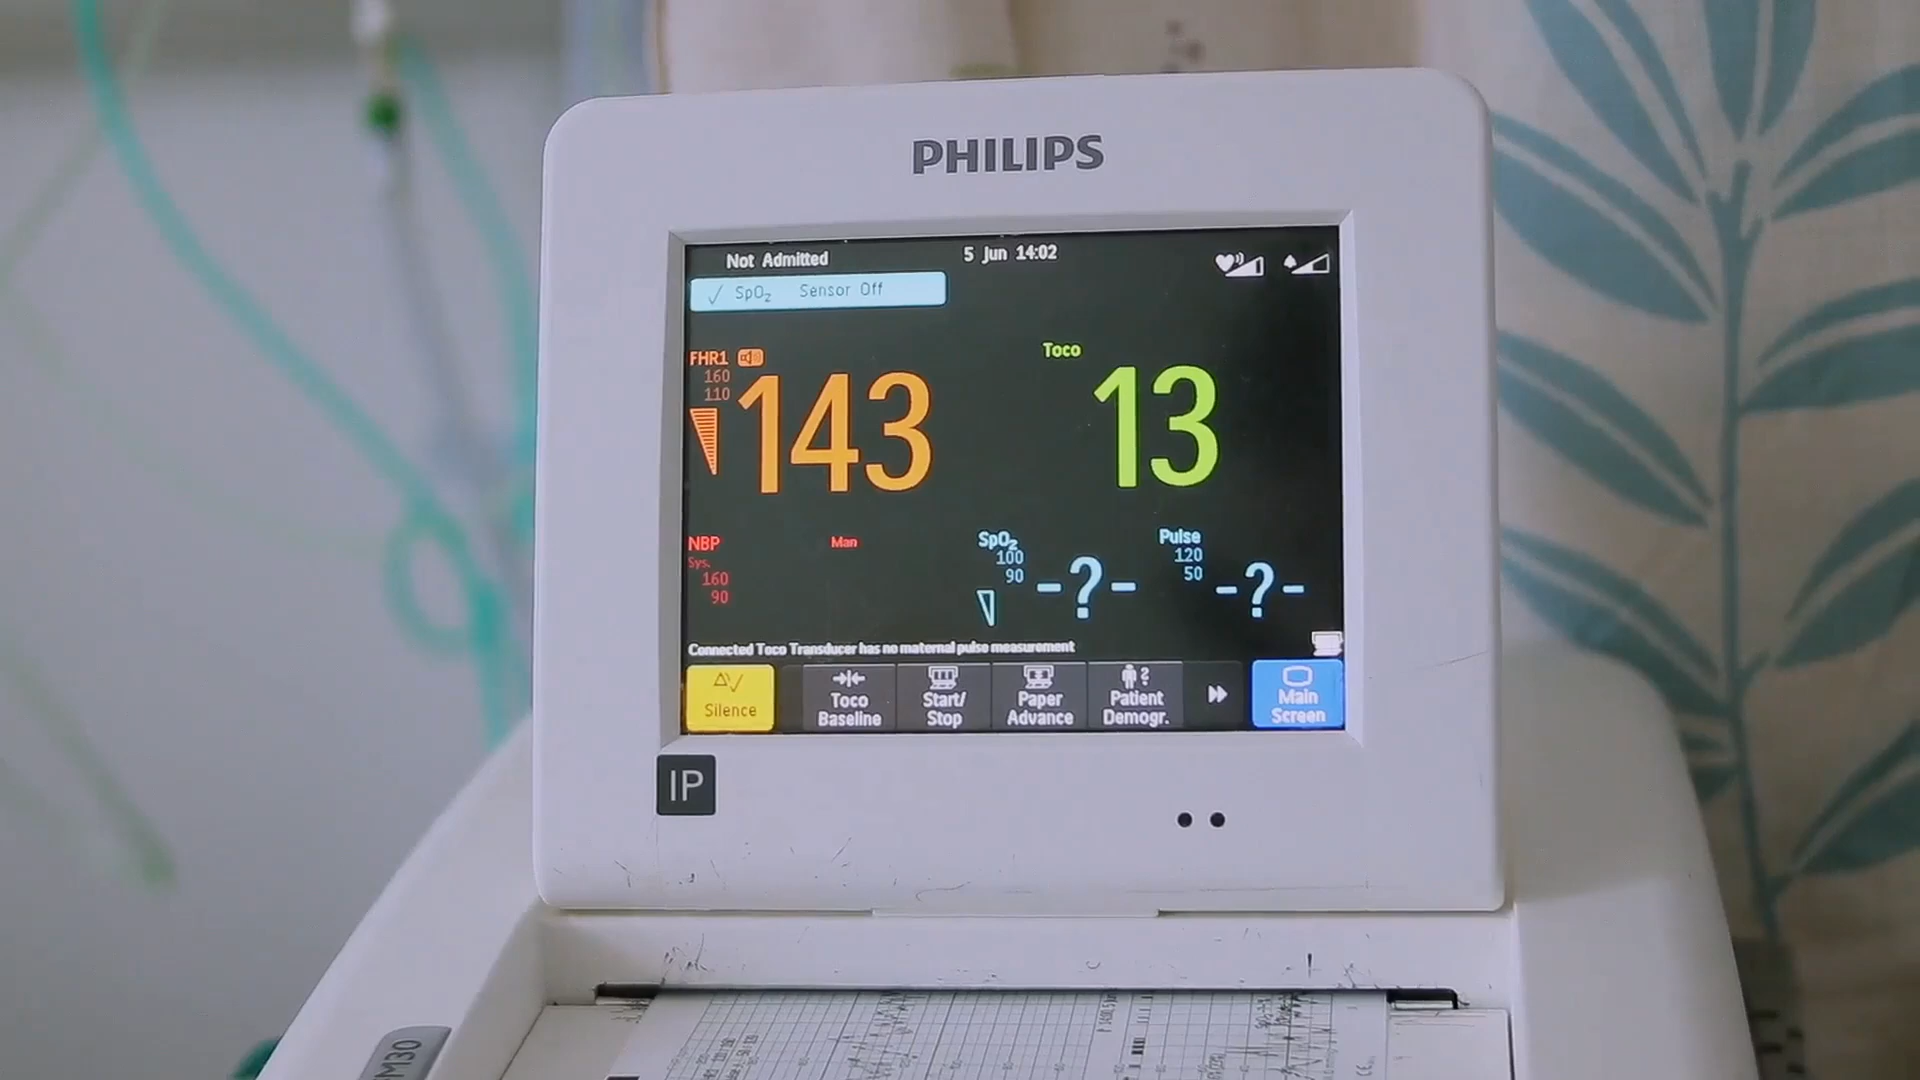 PHILIPS
Not Admitted
5 Jun 14:02
SpO₂ Sensor Off
FHR1
160
110
143
Toco
13
NBP
Man
Sys.
160
90
SpO₂
100
90
-?-
Pulse
120
50
-?-
Connected Toco Transducer has no maternal pulse measurement
Silence
Toco
Baseline
Start/
Stop
Paper
Advance
Patient
Demogr.
Main
Screen
IP
M30